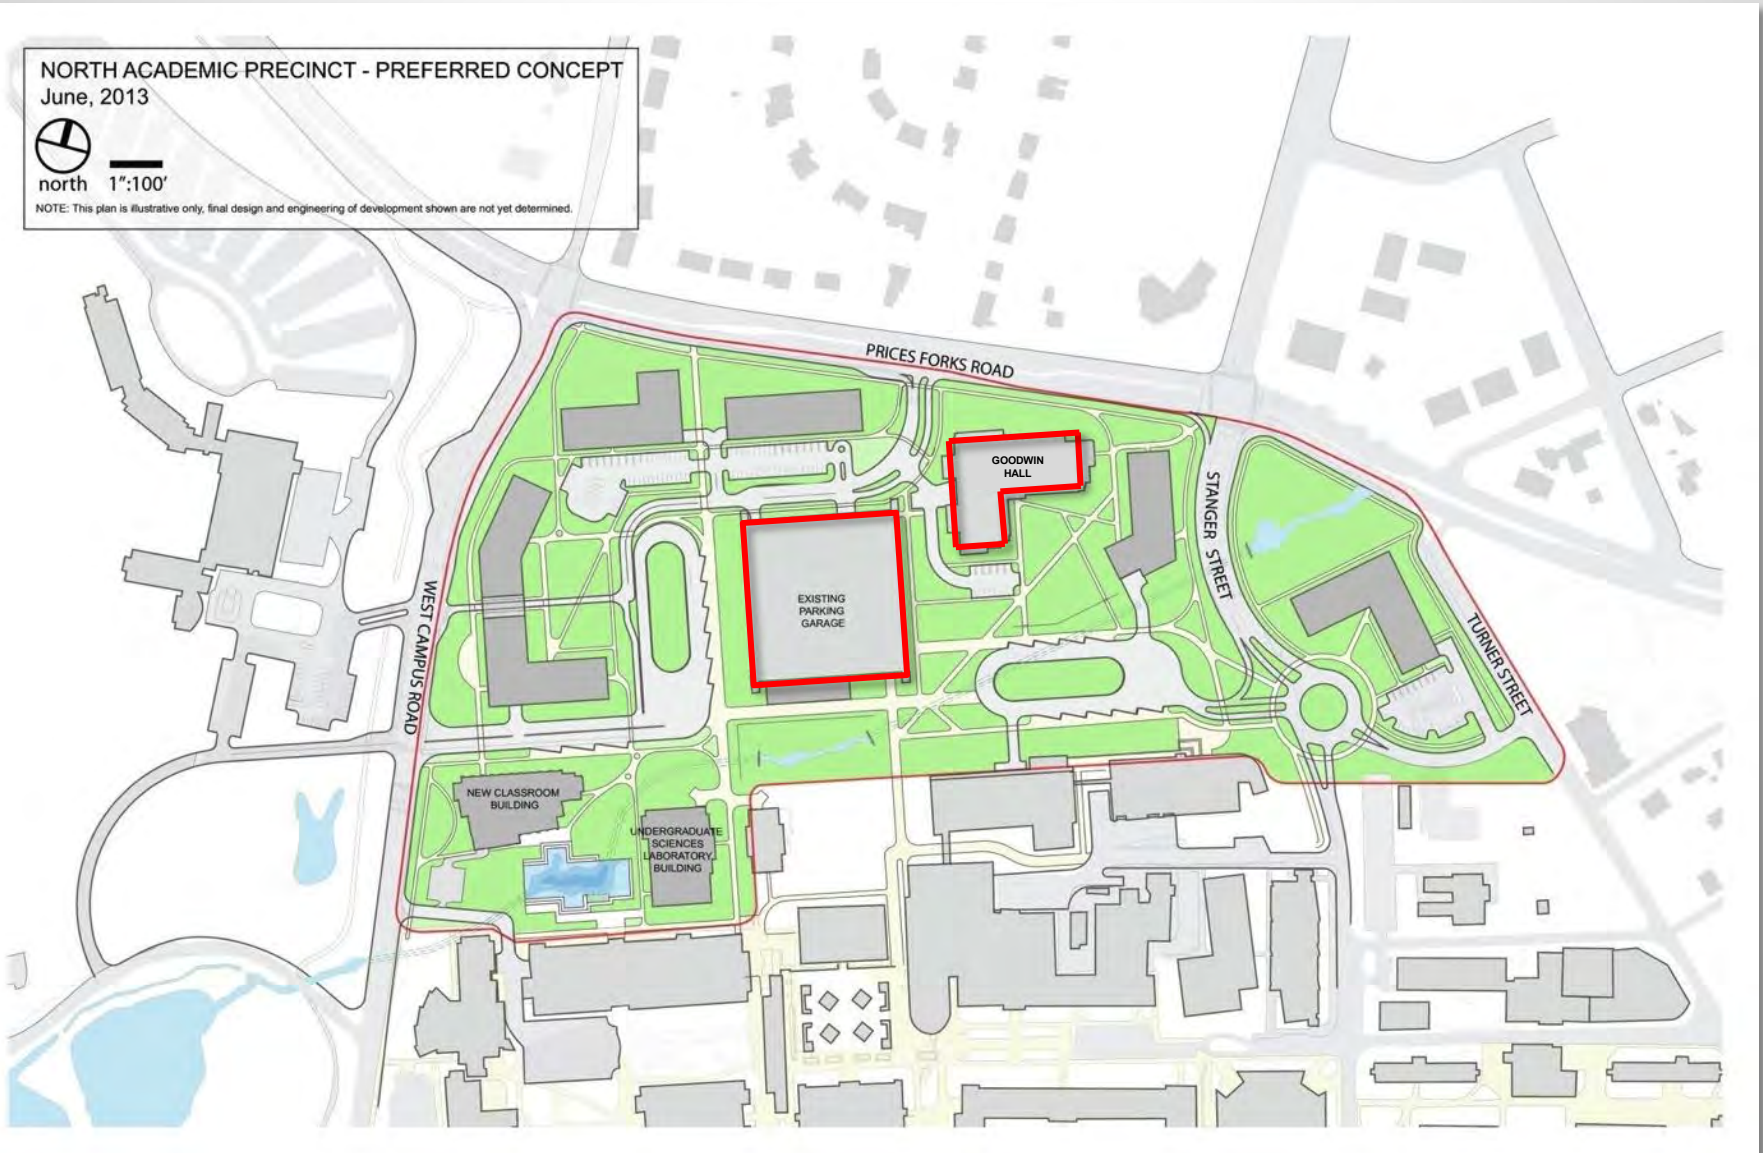 NORTH ACADEMIC PRECINCT - PREFERRED CONCEPT
June, 2013
north 1":100'
NOTE: This plan is illustrative only, final design and engineering of development shown are not yet determined.
PRICES FORKS ROAD
GOODWIN
HALL
STANGER STREET
EXISTING
PARKING
GARAGE
WEST CAMPUS ROAD
TURNER STREET
NEW CLASSROOM
BUILDING
UNDERGRADUATE
SCIENCES
LABORATORY
BUILDING